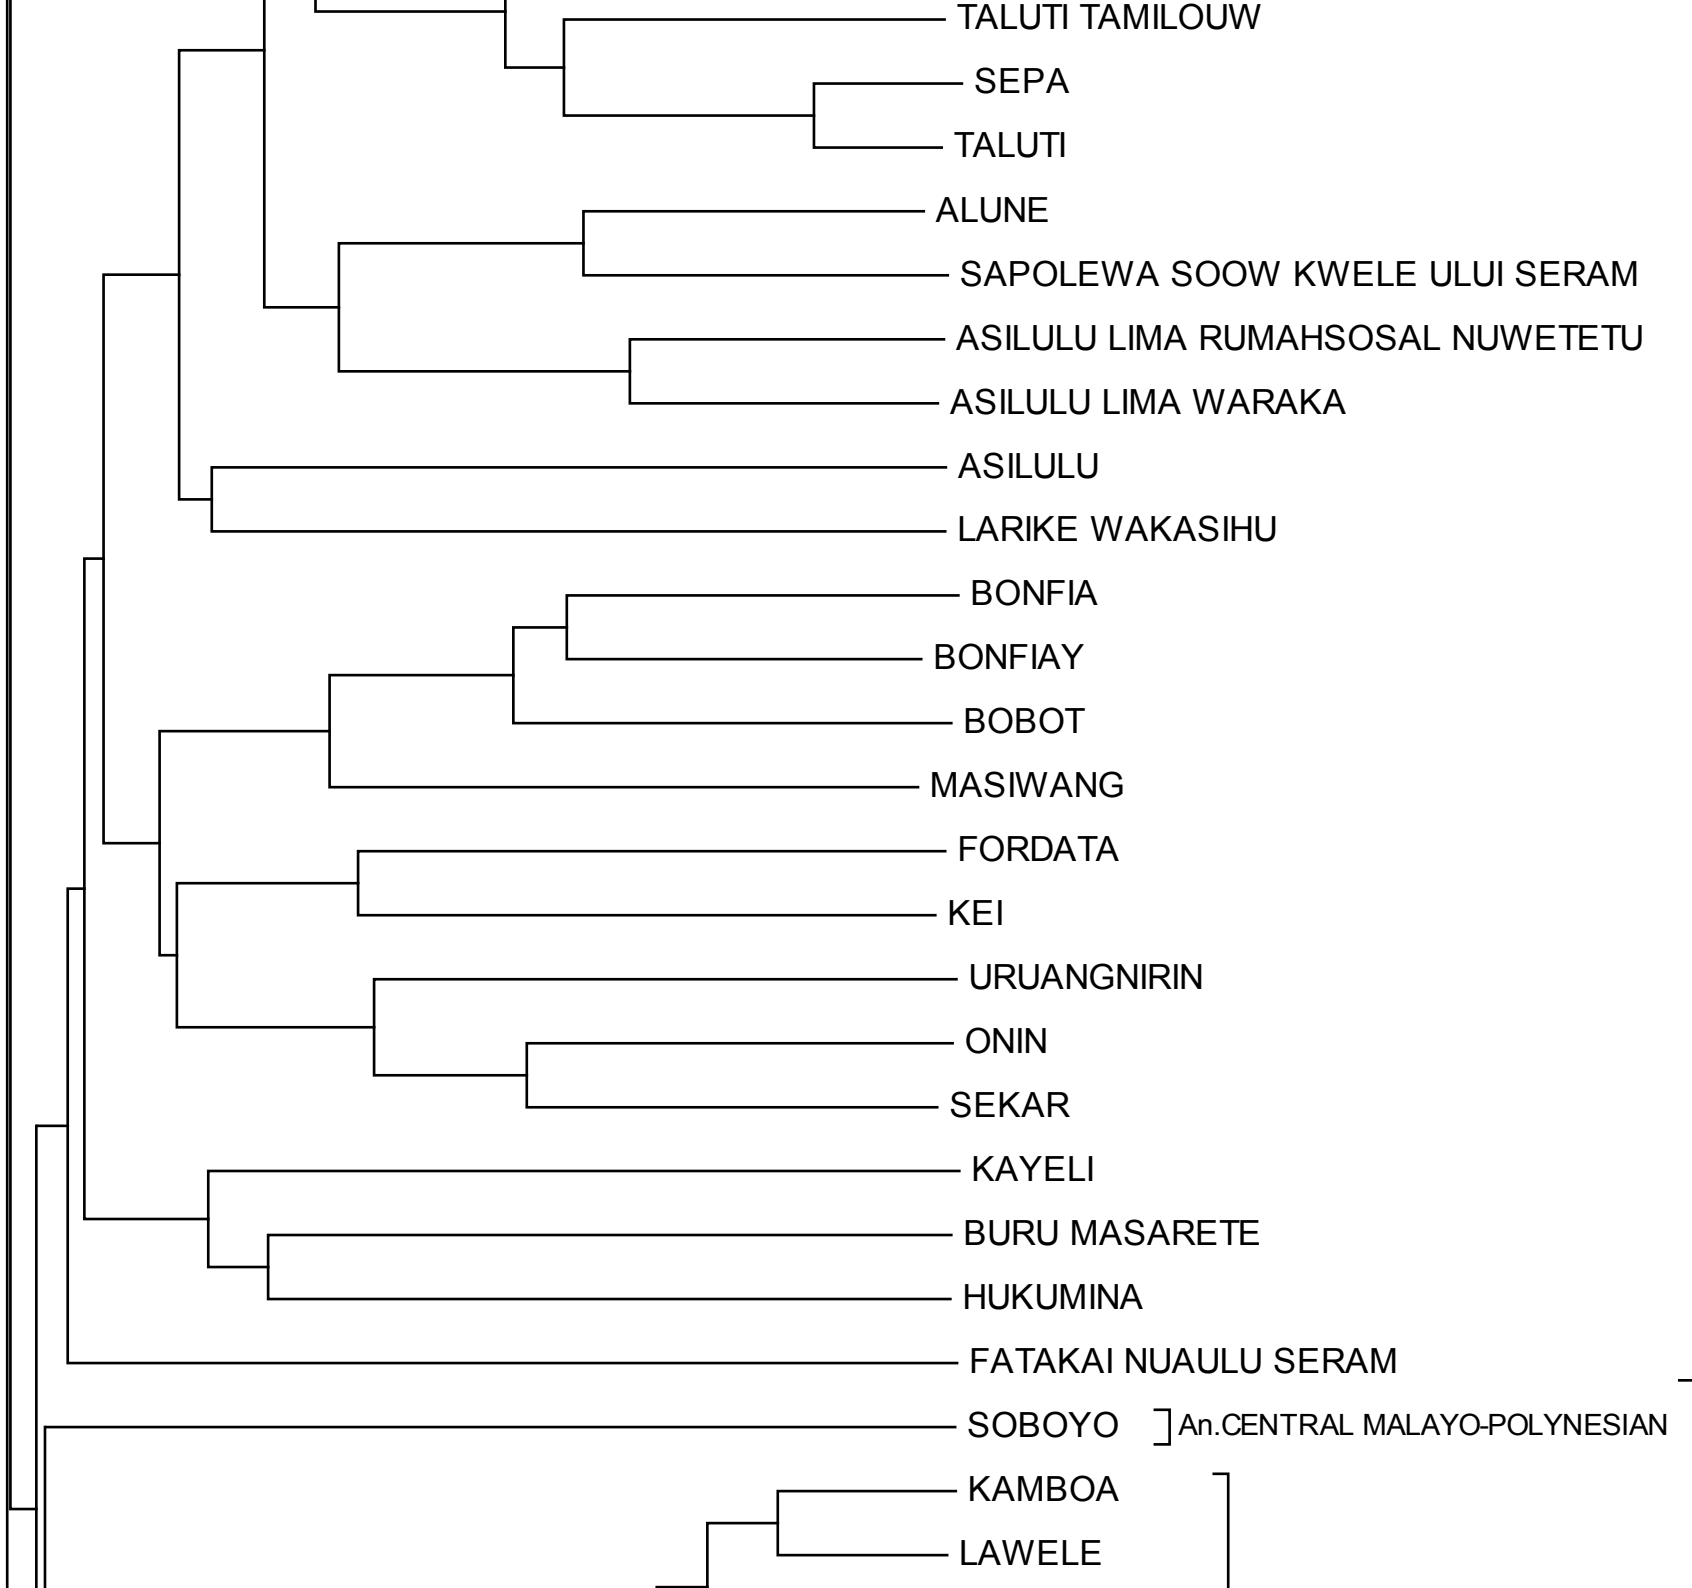 TALUTI TAMILOUW
SEPA
TALUTI
ALUNE
SAPOLEWA SOOW KWELE ULUI SERAM
ASILULU LIMA RUMAHSOSAL NUWETETU
ASILULU LIMA WARAKA
ASILULU
LARIKE WAKASIHU
BONFIA
BONFIAY
BOBOT
MASIWANG
FORDATA
KEI
URUANGNIRIN
ONIN
SEKAR
KAYELI
BURU MASARETE
HUKUMINA
FATAKAI NUAULU SERAM
SOBOYO An.CENTRAL MALAYO-POLYNESIAN
KAMBOA
LAWELE